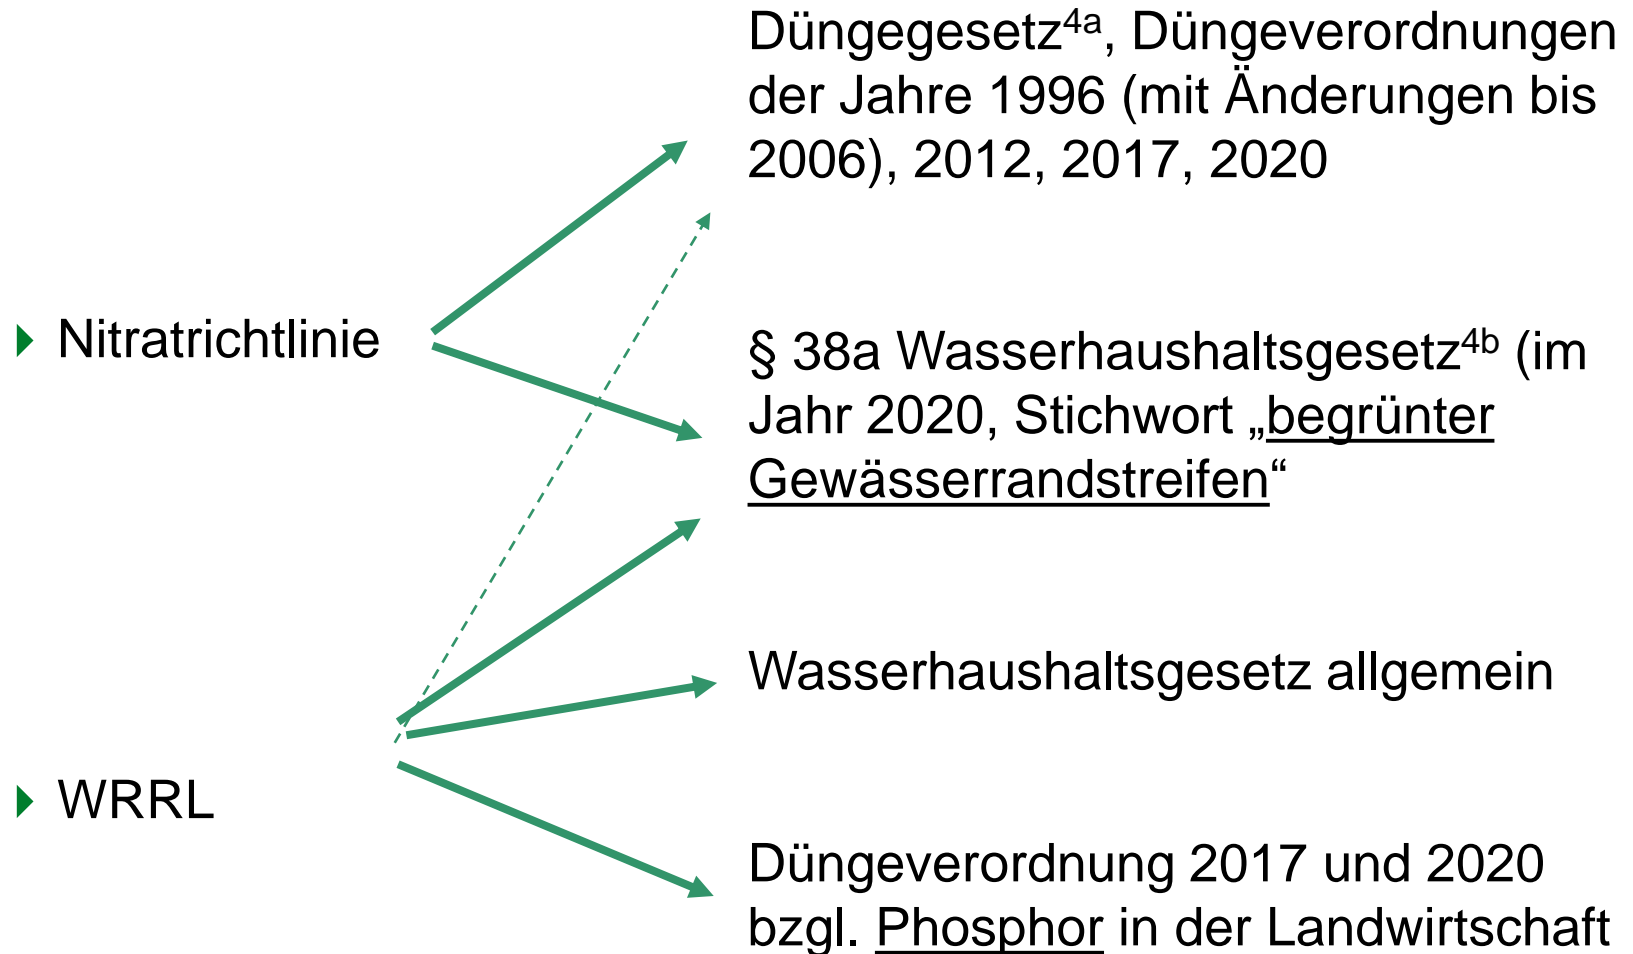 Düngegesetz4a, Düngeverordnungen
der Jahre 1996 (mit Änderungen bis
2006), 2012, 2017, 2020
Nitratrichtlinie
§ 38a Wasserhaushaltsgesetz4b (im
Jahr 2020, Stichwort „begrünter
Gewässerrandstreifen“
Wasserhaushaltsgesetz allgemein
WRRL
Düngeverordnung 2017 und 2020
bzgl. Phosphor in der Landwirtschaft